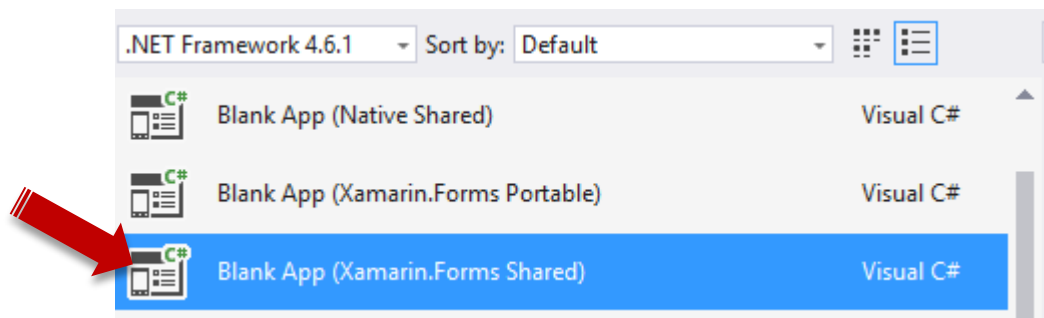 .NET Framework 4.6.1 Sort by: Default
C# Blank App (Native Shared) Visual C#
C# Blank App (Xamarin.Forms Portable) Visual C#
C# Blank App (Xamarin.Forms Shared) Visual C#